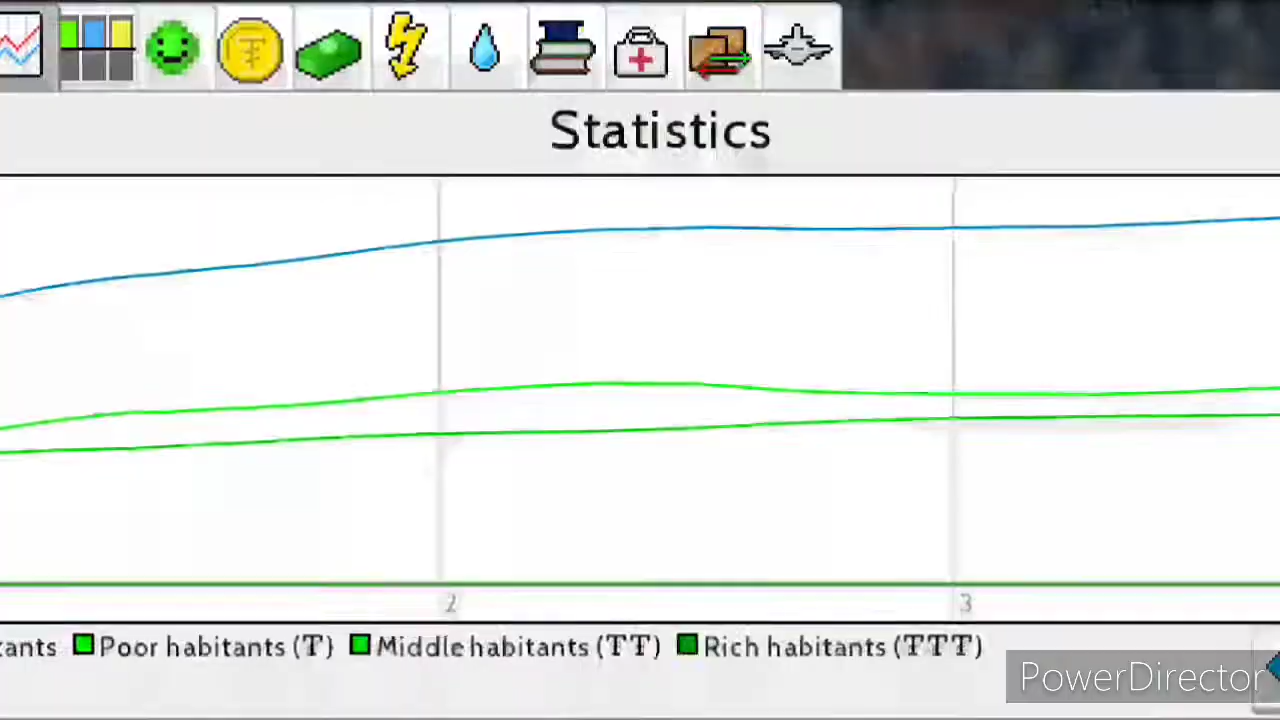 Statistics
2 3
tants Poor habitants (T) Middle habitants (TT) Rich habitants (TTT)
PowerDirector